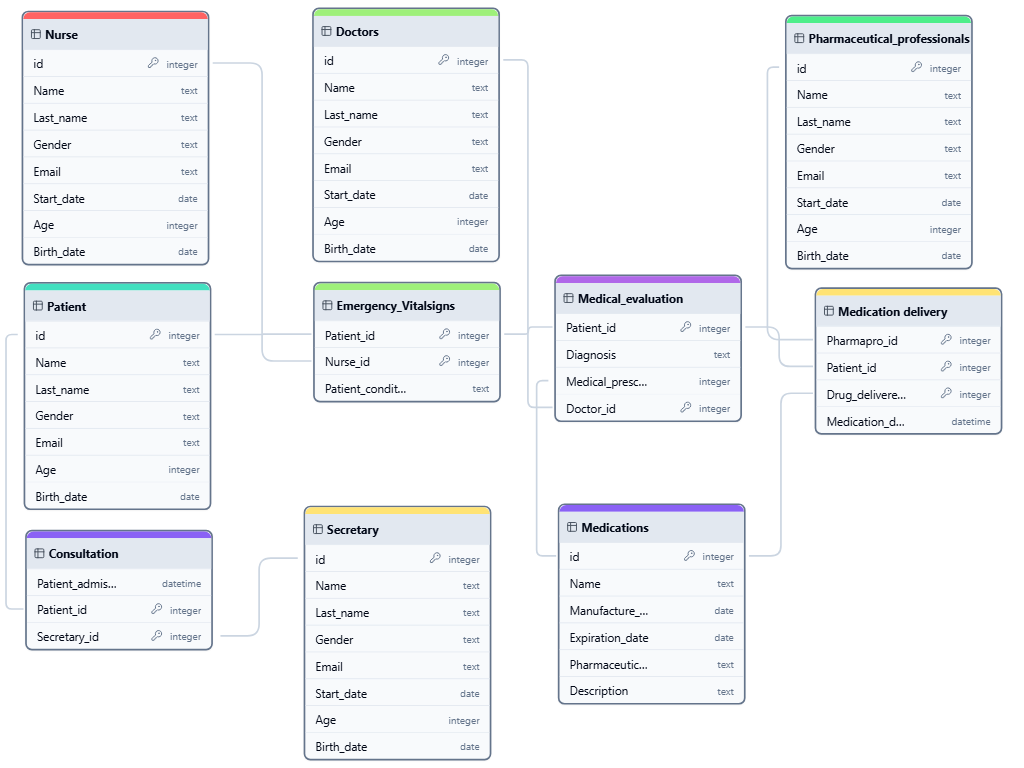 Nurse
id integer
Name text
Last_name text
Gender text
Email text
Start_date date
Age integer
Birth_date date
Doctors
id integer
Name text
Last_name text
Gender text
Email text
Start_date date
Age integer
Birth_date date
Pharmaceutical_professionals
id integer
Name text
Last_name text
Gender text
Email text
Start_date date
Age integer
Birth_date date
Patient
id integer
Name text
Last_name text
Gender text
Email text
Age integer
Birth_date date
Emergency_Vitalsigns
Patient_id integer
Nurse_id integer
Patient_condit... text
Medical_evaluation
Patient_id integer
Diagnosis text
Medical_presc... integer
Doctor_id integer
Medication delivery
Pharmapro_id integer
Patient_id integer
Drug_delivere... integer
Medication_d... datetime
Consultation
Patient_admis... datetime
Patient_id integer
Secretary_id integer
Secretary
id integer
Name text
Last_name text
Gender text
Email text
Start_date date
Age integer
Birth_date date
Medications
id integer
Name text
Manufacture_... date
Expiration_date date
Pharmaceutic... text
Description text